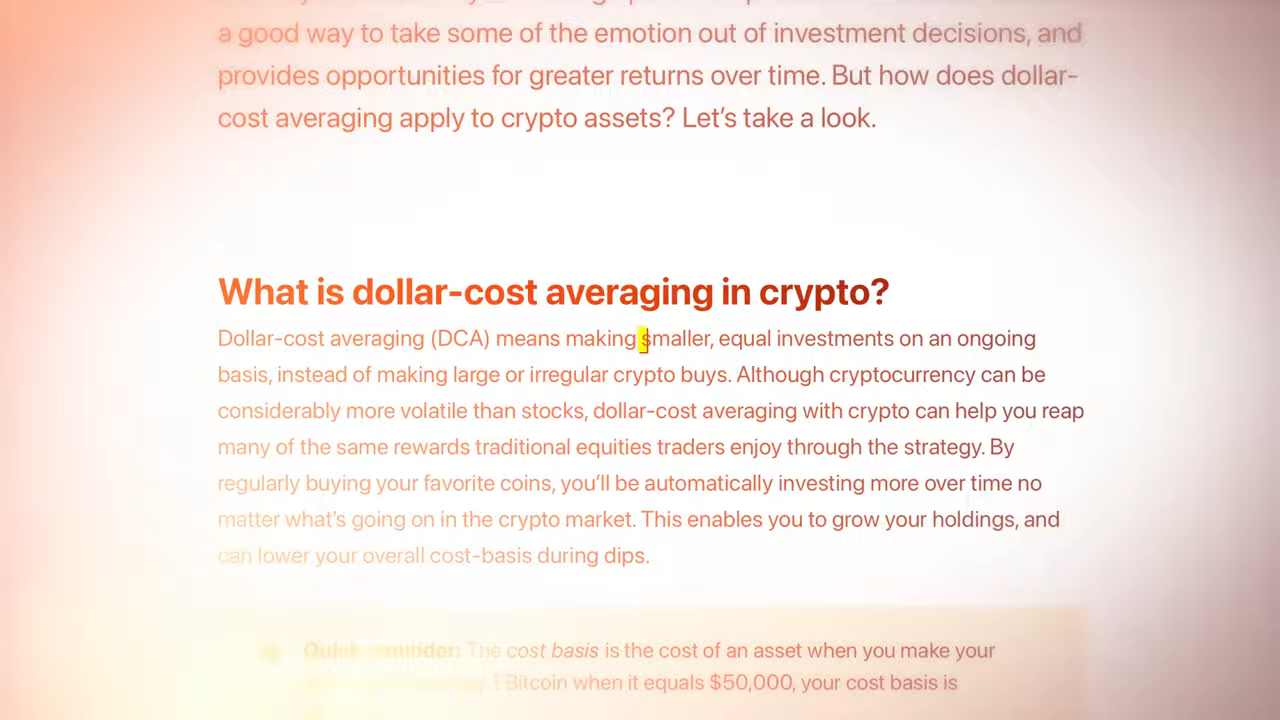 a good way to take some of the emotion out of investment decisions, and
provides opportunities for greater returns over time. But how does dollar-
cost averaging apply to crypto assets? Let’s take a look.
What is dollar-cost averaging in crypto?
Dollar-cost averaging (DCA) means making smaller, equal investments on an ongoing
basis, instead of making large or irregular crypto buys. Although cryptocurrency can be
considerably more volatile than stocks, dollar-cost averaging with crypto can help you reap
many of the same rewards traditional equities traders enjoy through the strategy. By
regularly buying your favorite coins, you’ll be automatically investing more over time no
matter what’s going on in the crypto market. This enables you to grow your holdings, and
can lower your overall cost-basis during dips.
Quick reminder: The cost basis is the cost of an asset when you make your
1 Bitcoin when it equals $50,000, your cost basis is